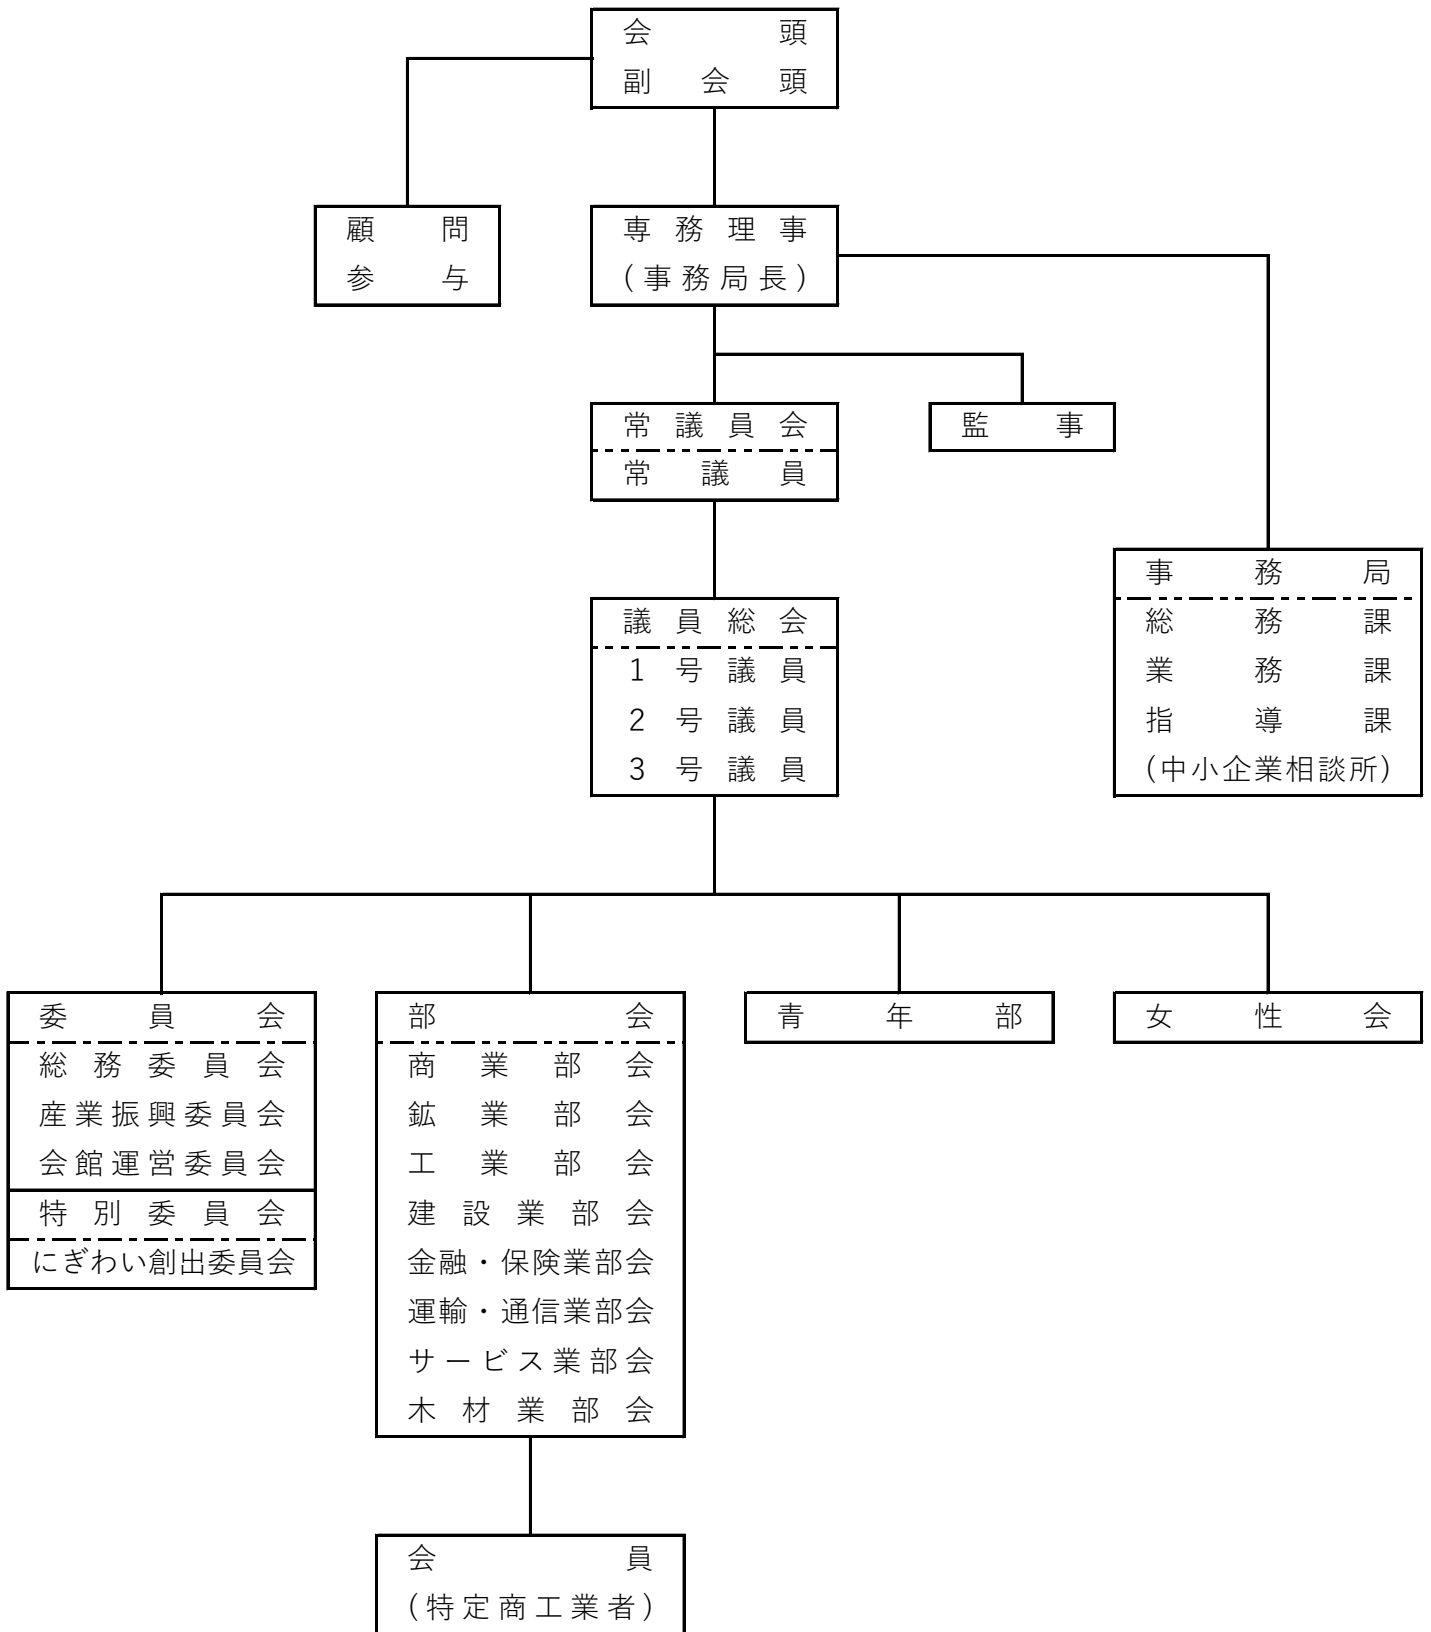 会頭
副会頭
顧問
参与
専務理事
(事務局長)
常議員会
常議員
監事
事務局
総務課
業務課
指導課
(中小企業相談所)
議員総会
1号議員
2号議員
3号議員
委員会
総務委員会
産業振興委員会
会館運営委員会
特別委員会
にぎわい創出委員会
部会
商業部会
鉱業部会
工業部会
建設業部会
金融・保険業部会
運輸・通信業部会
サービス業部会
木材業部会
青年部
女性会
会員
(特定商工業者)